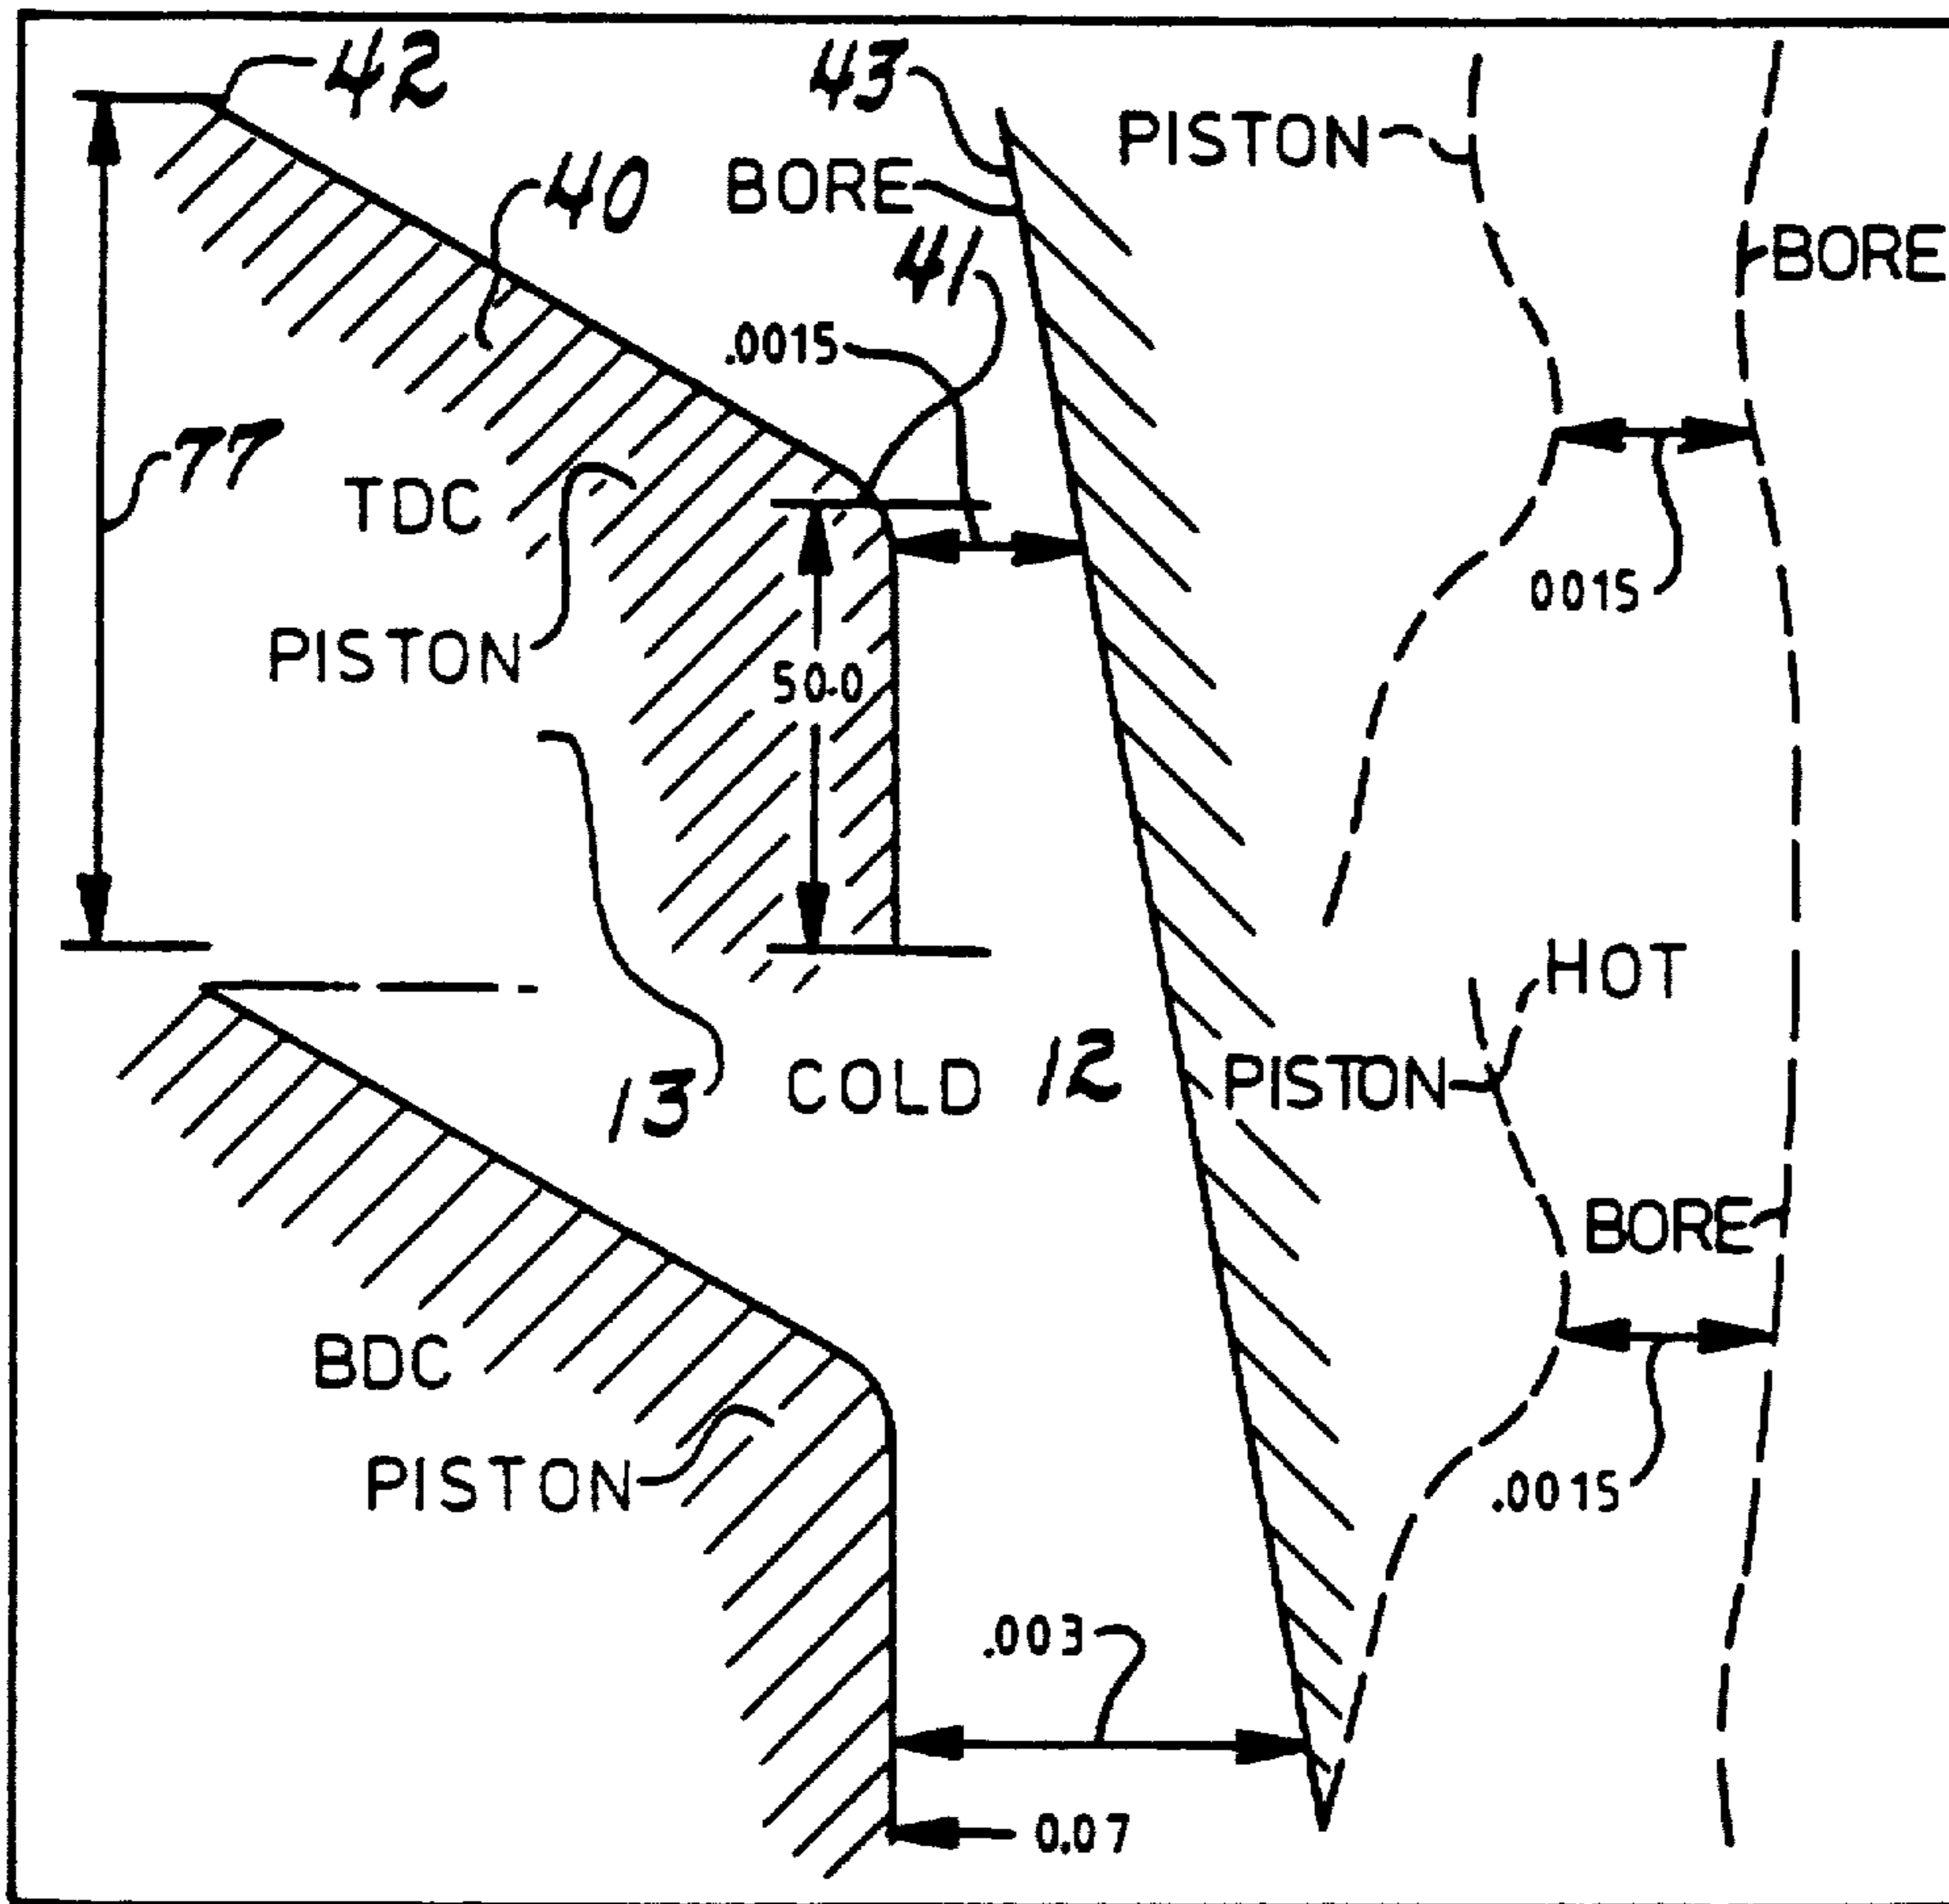 42
43
PISTON
40
BORE
BORE
41
.0015
77
TDC
0015
PISTON
50.0
HOT
13
COLD 12
PISTON
BORE
BDC
PISTON
.0015
.003
0.07